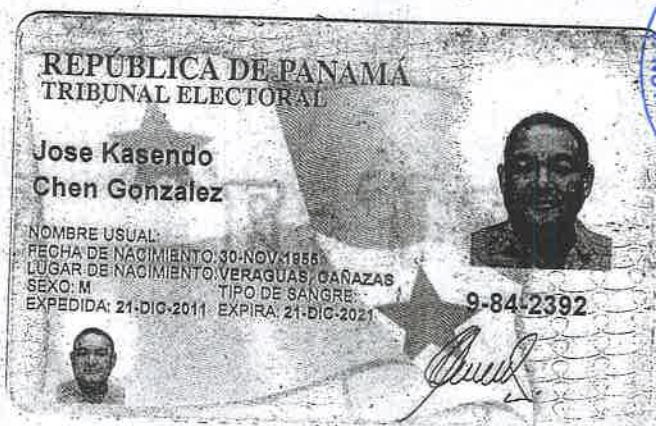 REPÚBLICA DE PANAMÁ
TRIBUNAL ELECTORAL
Jose Kasendo
Chen Gonzalez
NOMBRE USUAL:
FECHA DE NACIMIENTO: 30-NOV-1956
LUGAR DE NACIMIENTO: VERAGUAS, CAÑAZAS
SEXO: M TIPO DE SANGRE:
EXPEDIDA: 21-DIC-2011 EXPIRA: 21-DIC-2021
9-84-2392